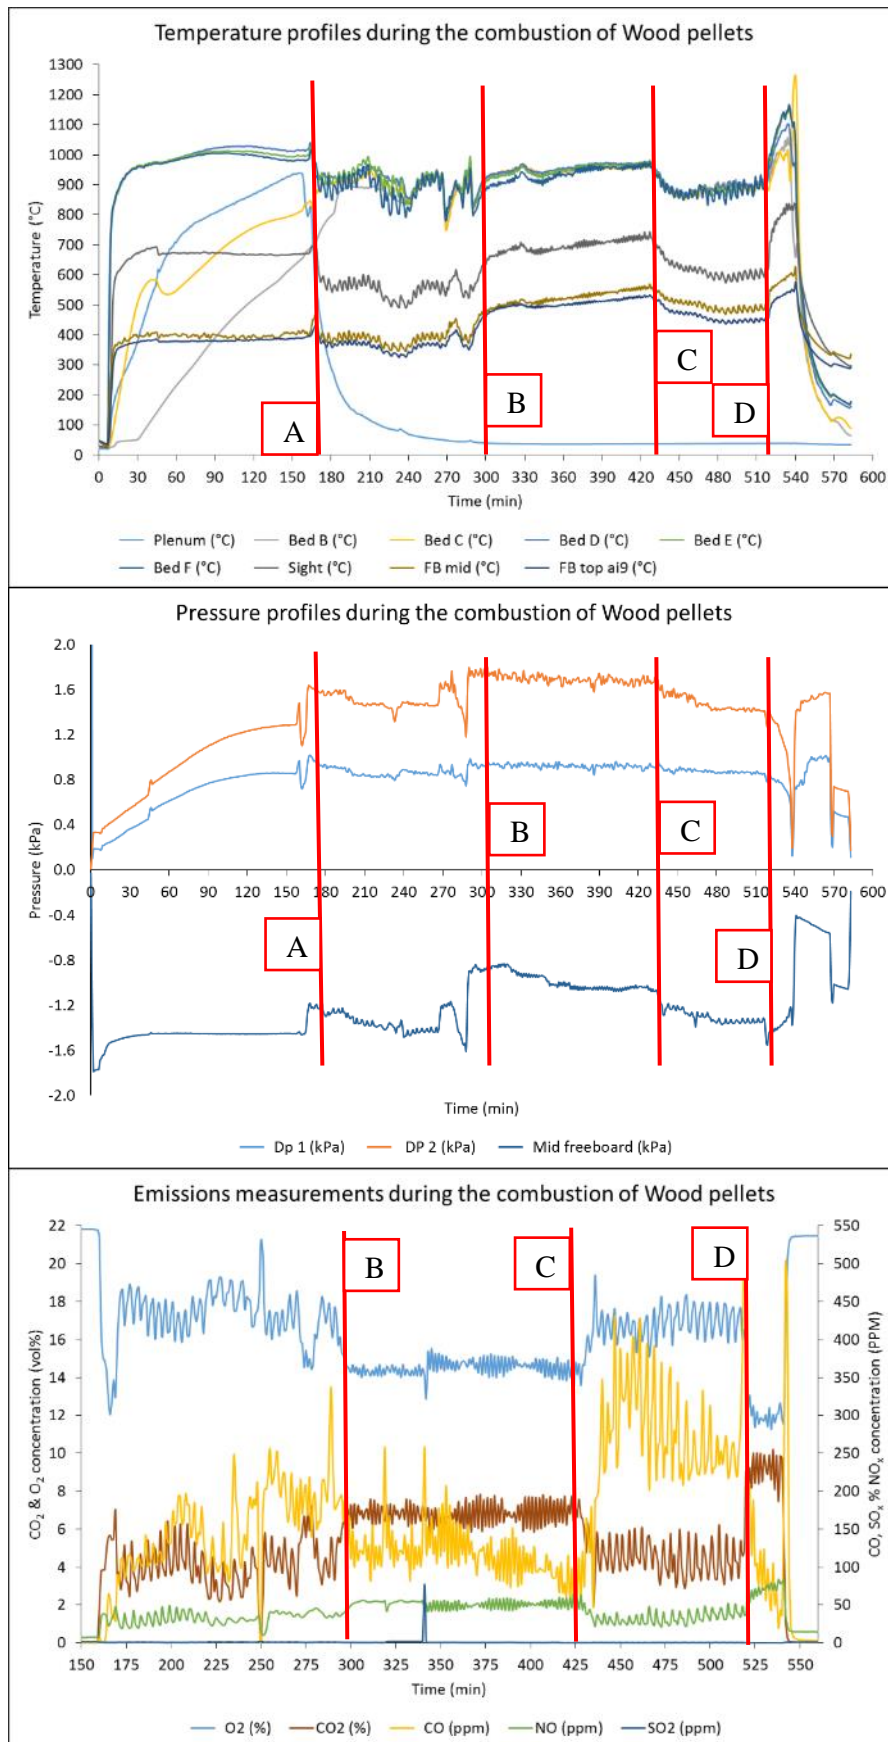 Temperature profiles during the combustion of Wood pellets
1300
1200
1100
1000
900
800
700
600
500
400
300
200
100
0
Temperature (°C)
A
B
C
D
0 30 60 90 120 150 180 210 240 270 300 330 360 390 420 450 480 510 540 570 600
Time (min)
Plenum (°C) Bed B (°C) Bed C (°C) Bed D (°C) Bed E (°C)
Bed F (°C) Sight (°C) FB mid (°C) FB top ai9 (°C)
Pressure profiles during the combustion of Wood pellets
2.0
1.6
1.2
0.8
0.4
0.0
-0.4
-0.8
-1.2
-1.6
-2.0
Pressure (kPa)
B
C
0 30 60 90 120 150 180 210 240 270 300 330 360 390 420 450 480 510 540 570 600
A
D
Time (min)
Dp 1 (kPa) DP 2 (kPa) Mid freeboard (kPa)
Emissions measurements during the combustion of Wood pellets
22
20
18
16
14
12
10
8
6
4
2
0
CO2 & O2 concentration (vol%)
B
C
D
550
500
450
400
350
300
250
200
150
100
50
0
CO, SOx % NOx concentration (PPM)
150 175 200 225 250 275 300 325 350 375 400 425 450 475 500 525 550
Time (min)
O2 (%) CO2 (%) CO (ppm) NO (ppm) SO2 (ppm)